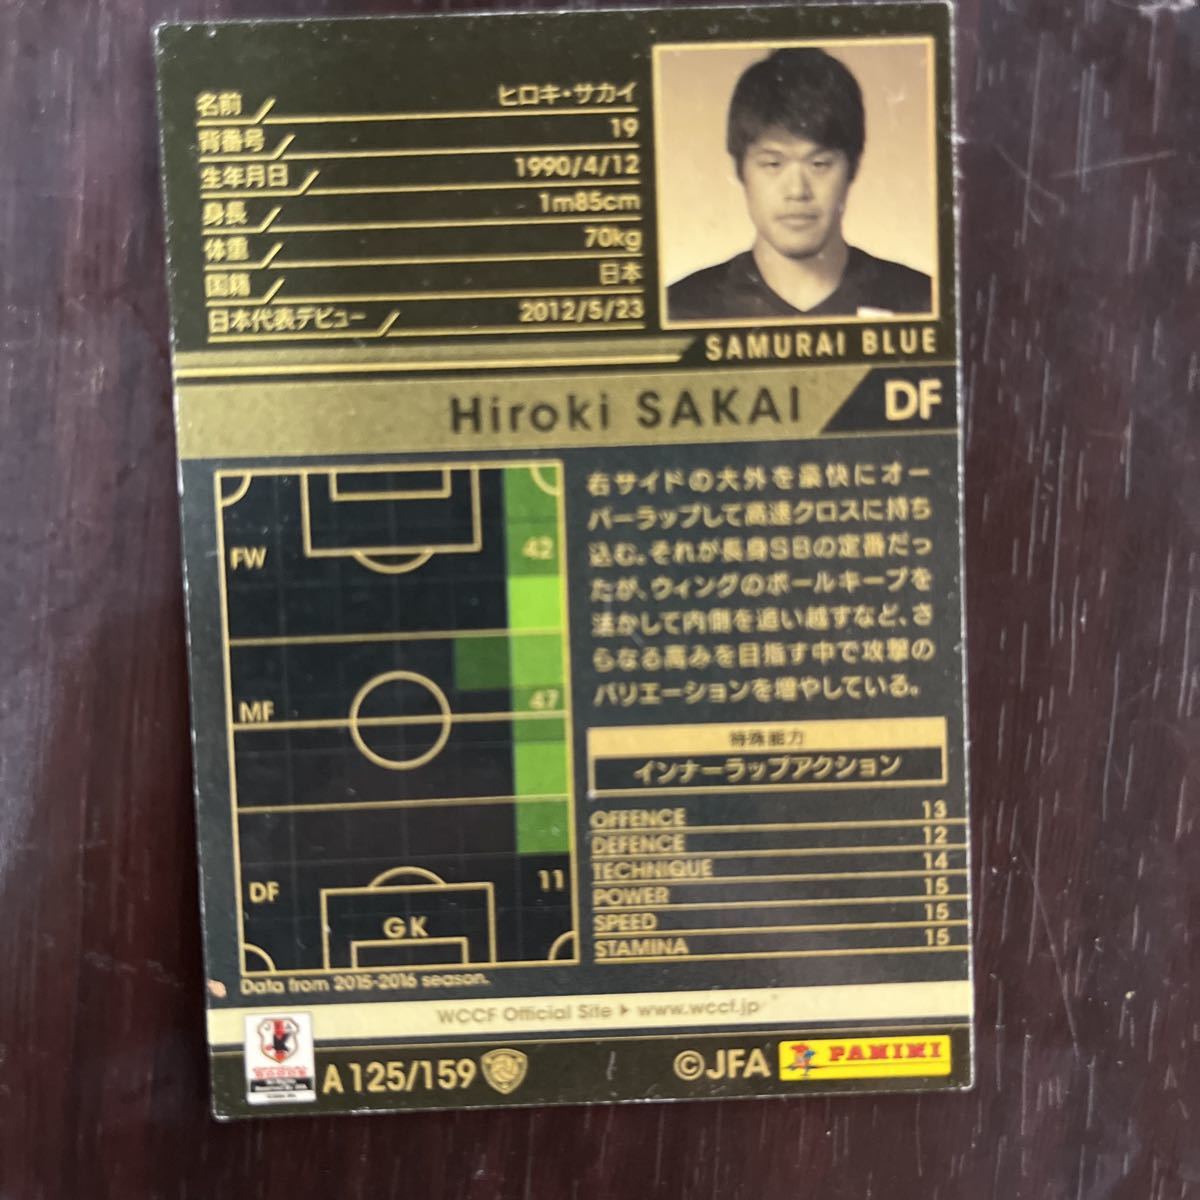 名前 ヒロキ・サカイ
背番号 19
生年月日 1990/4/12
身長 1m85cm
体重 70kg
国籍 日本
日本代表デビュー 2012/5/23
SAMURAI BLUE
Hiroki SAKAI DF
右サイドの大外を豪快にオー
バーラップして高速クロスに持ち
込む。それが長身SBの定番だっ
たが、ウィングのボールキープを
活かして内側を追い越すなど、さ
らなる高みを目指す中で攻撃の
バリエーションを増やしている。
FW 42
MF 47
DF 11
GK
特殊能力
インナーラップアクション
OFFENCE 13
DEFENCE 12
TECHNIQUE 14
POWER 15
SPEED 15
STAMINA 15
Data from 2015-2016 season.
WCCF Official Site ▶ www.wccf.jp
A125/159
©JFA
PANINI